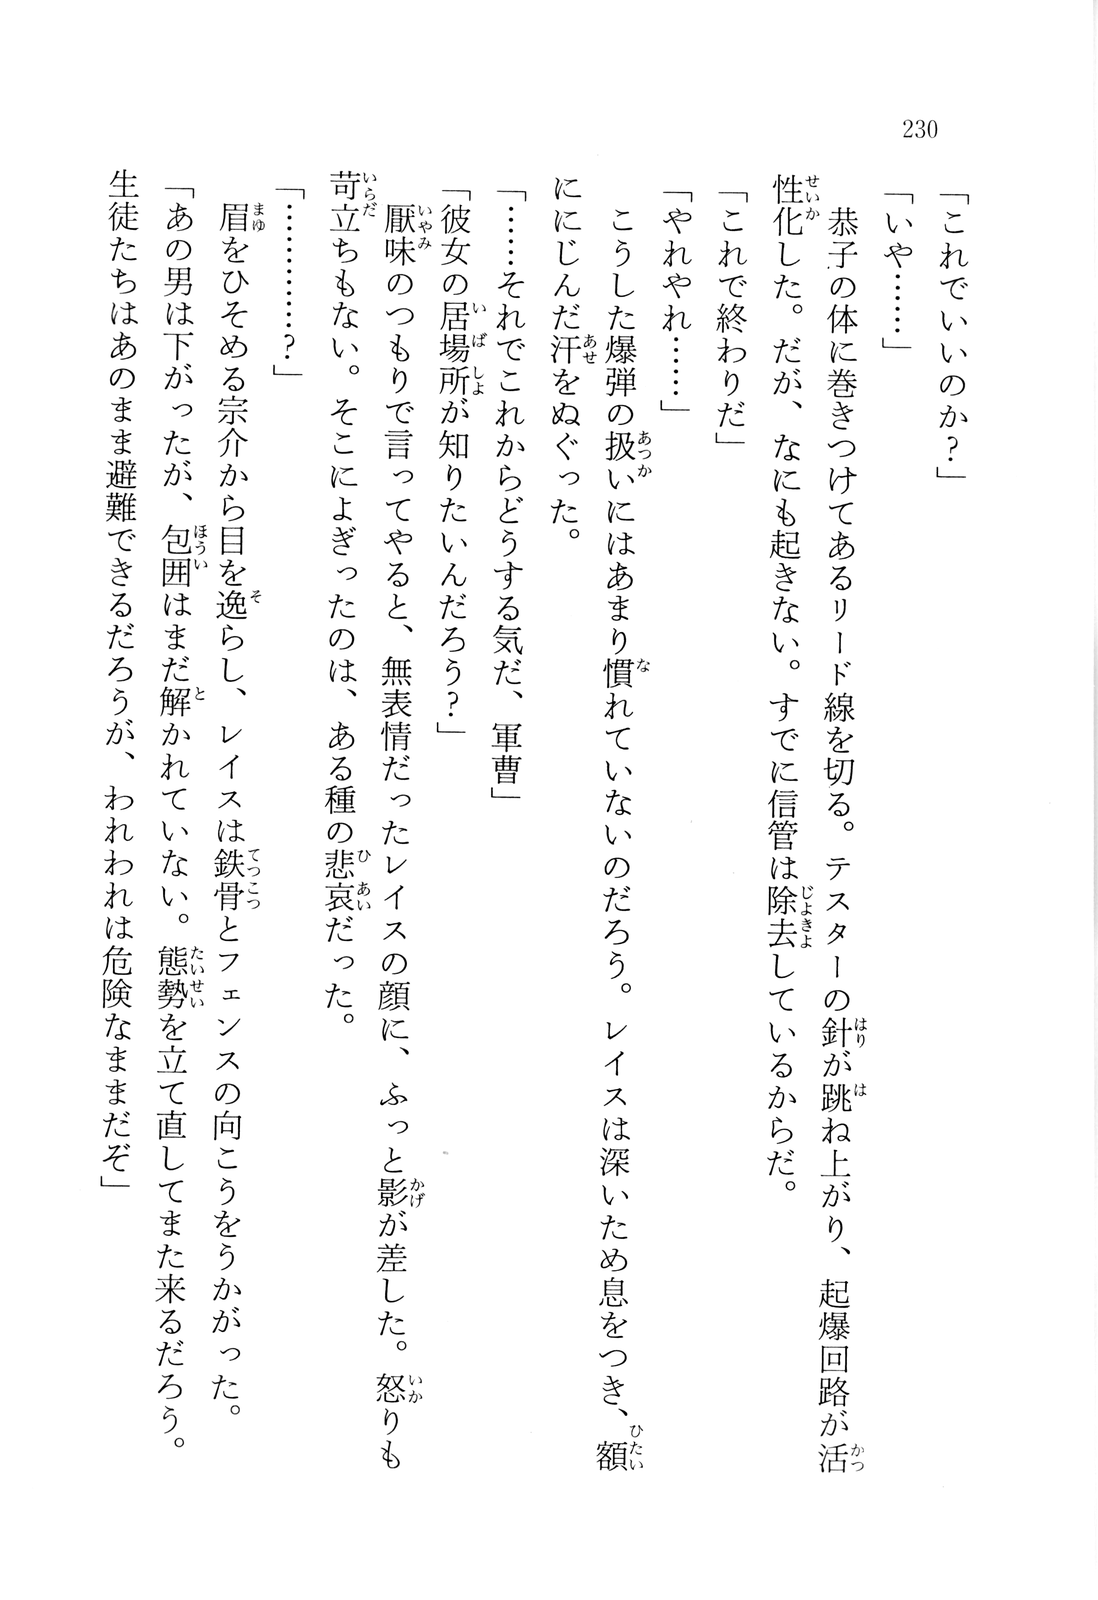 230
「これでいいのか?」
「いや……」
恭子の体に巻きつけてあるリード線を切る。テスターの針が跳ね上がり、起爆回路が活
性化した。だが、なにも起きない。すでに信管は除去しているからだ。
「これで終わりだ」
「やれやれ……」
こうした爆弾の扱いにはあまり慣れていないのだろう。レイスは深いため息をつき、額
ににじんだ汗をぬぐった。
「……それでこれからどうする気だ、軍曹」
「彼女の居場所が知りたいんだろう?」
厭味のつもりで言ってやると、無表情だったレイスの顔に、ふっと影が差した。怒りも
苛立ちもない。そこによぎったのは、ある種の悲哀だった。
「…………?」
眉をひそめる宗介から目を逸らし、レイスは鉄骨とフェンスの向こうをうかがった。
「あの男は下がったが、包囲はまだ解かれていない。態勢を立て直してまた来るだろう。
生徒たちはあのまま避難できるだろうが、われわれは危険なままだぞ」